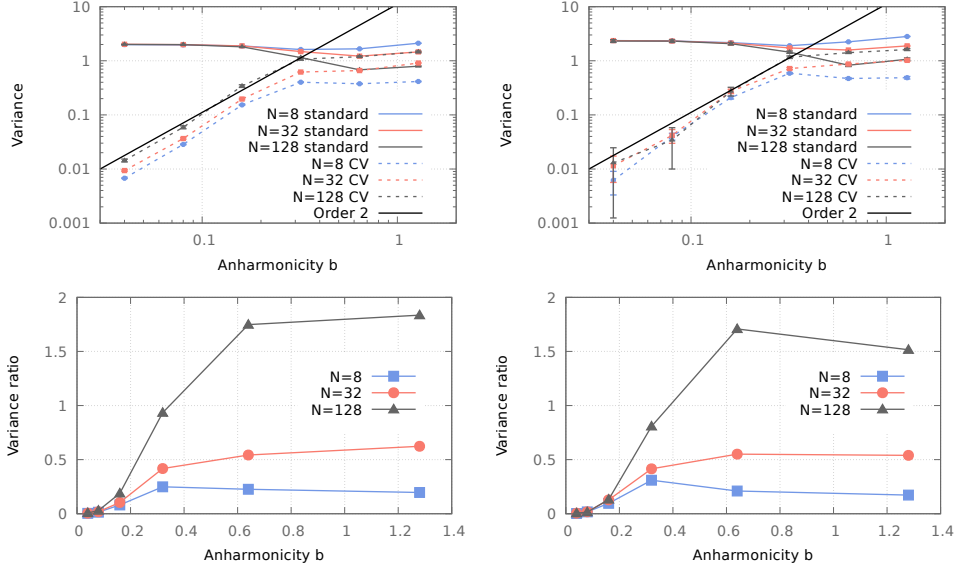 10
1
0.1
0.01
0.001
0.1
1
Variance
Anharmonicity b
N=8 standard
N=32 standard
N=128 standard
N=8 CV
N=32 CV
N=128 CV
Order 2
10
1
0.1
0.01
0.001
0.1
1
Variance
Anharmonicity b
N=8 standard
N=32 standard
N=128 standard
N=8 CV
N=32 CV
N=128 CV
Order 2
2
1.5
1
0.5
0
0 0.2 0.4 0.6 0.8 1 1.2 1.4
Variance ratio
Anharmonicity b
N=8
N=32
N=128
2
1.5
1
0.5
0
0 0.2 0.4 0.6 0.8 1 1.2 1.4
Variance ratio
Anharmonicity b
N=8
N=32
N=128